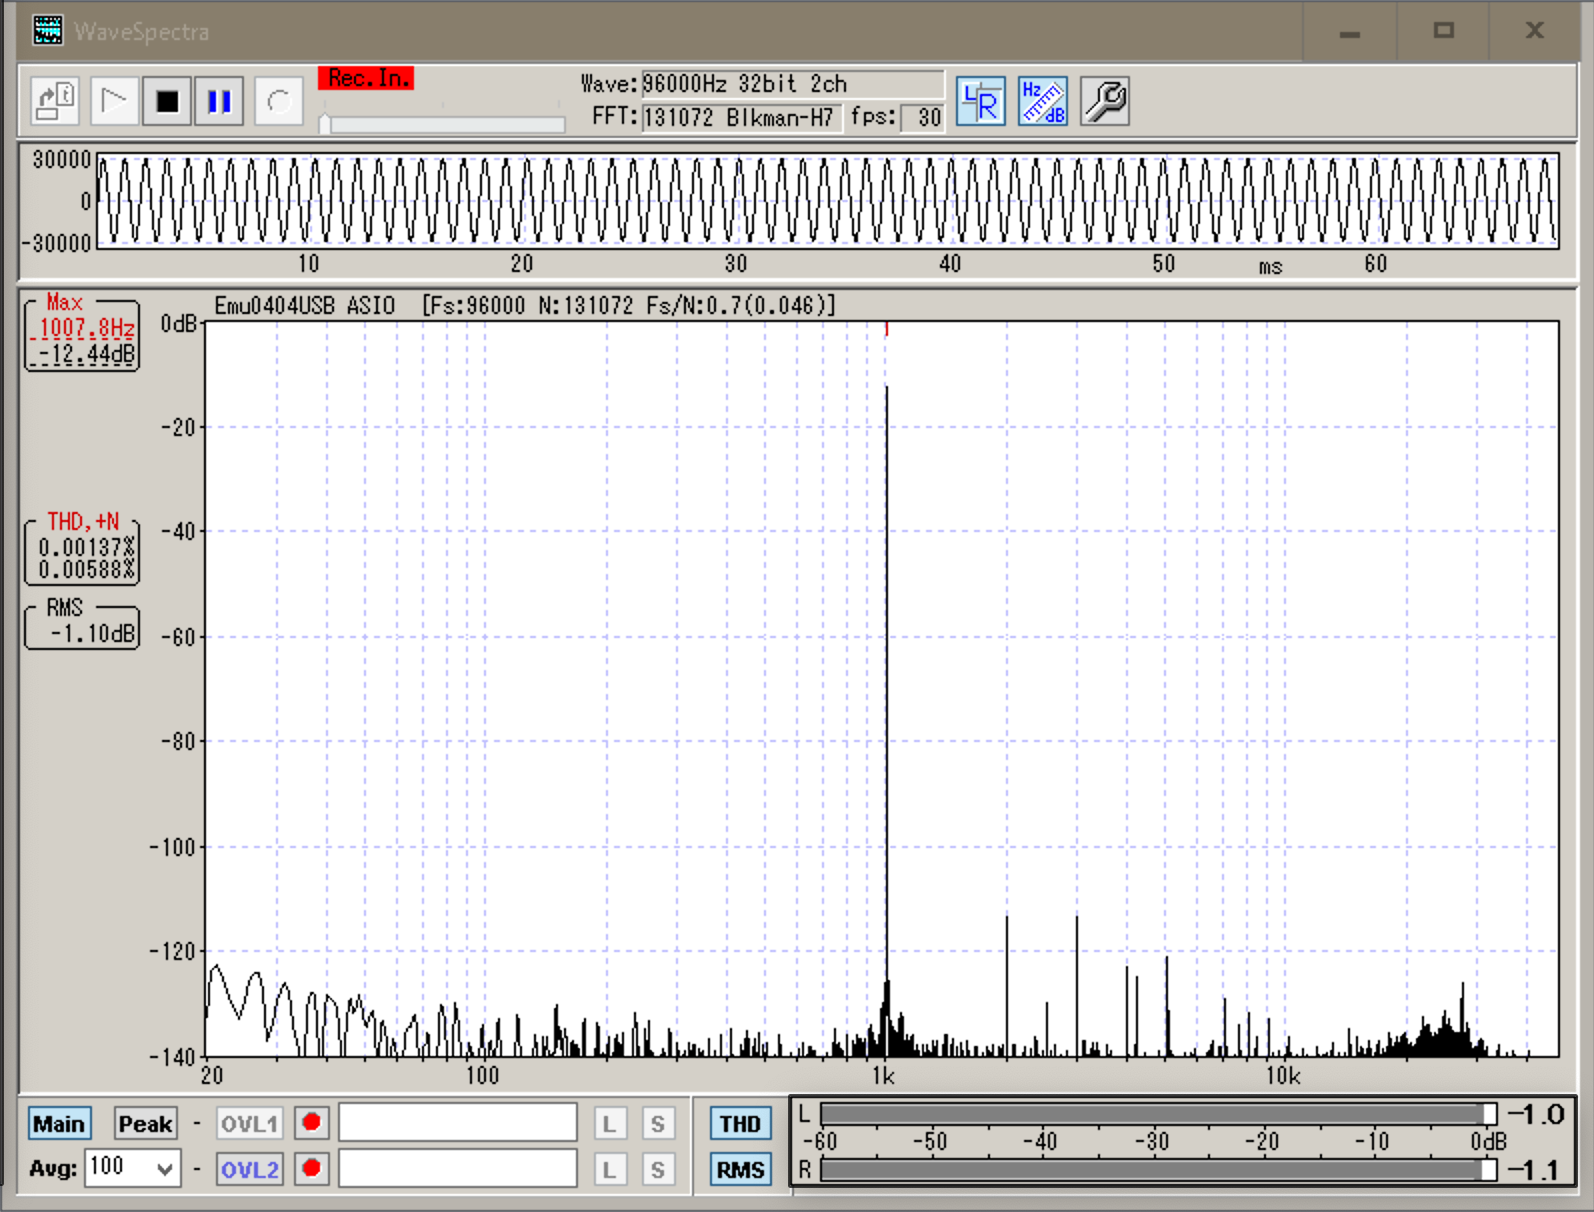 WaveSpectra
Rec.In.
Wave: 96000Hz 32bit 2ch
FFT: 131072 Blkman-H7 fps: 30
L R
Hz dB
30000
0
-30000
10 20 30 40 50 ms 60
Max
1007.8Hz
-12.44dB
Emu0404USB ASIO [Fs:96000 N:131072 Fs/N:0.7(0.046)]
0dB
-20
-40
-60
-80
-100
-120
-140
THD,+N
0.00137%
0.00588%
RMS
-1.10dB
20 100 1k 10k
Main Peak - OVL1 L S THD
Avg: 100 - OVL2 L S RMS
L -1.0
-60 -50 -40 -30 -20 -10 0dB
R -1.1